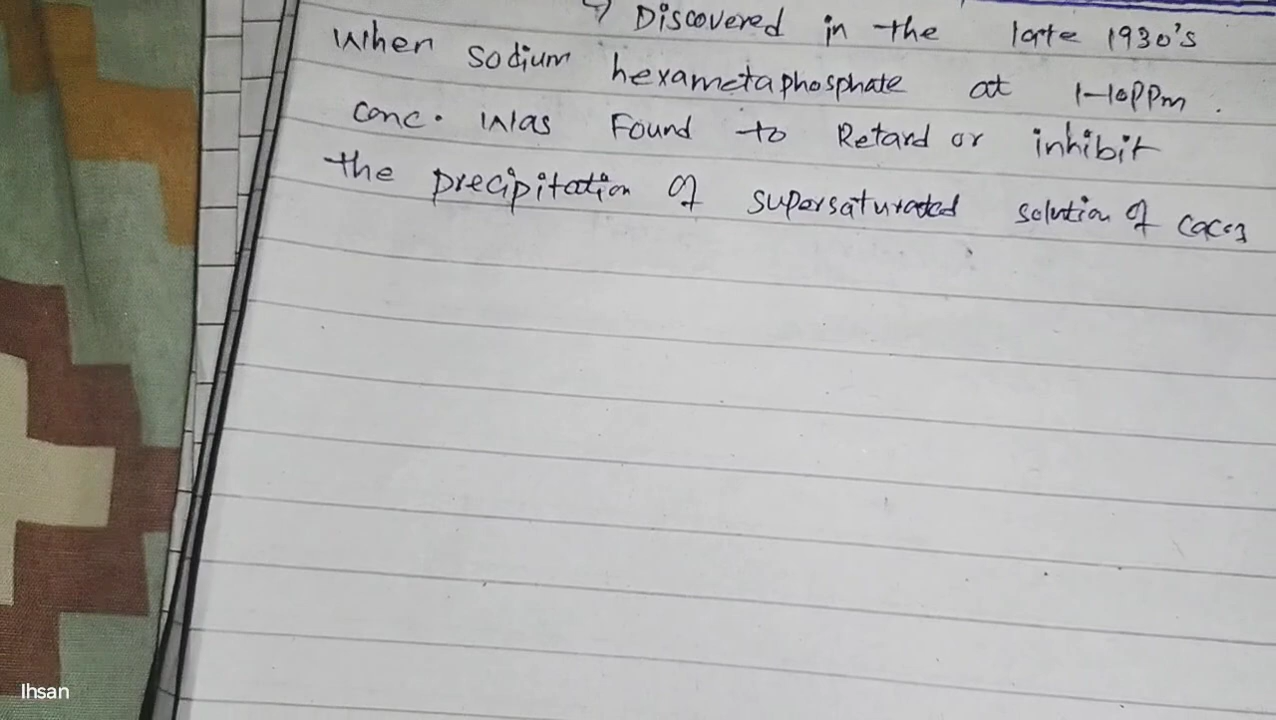 ↳ Discovered in the late 1930's
When sodium hexametaphosphate at 1-10PPm.
conc. Was Found to Retard or inhibit
the precipitation of supersaturated solution of CaCO3
Ihsan